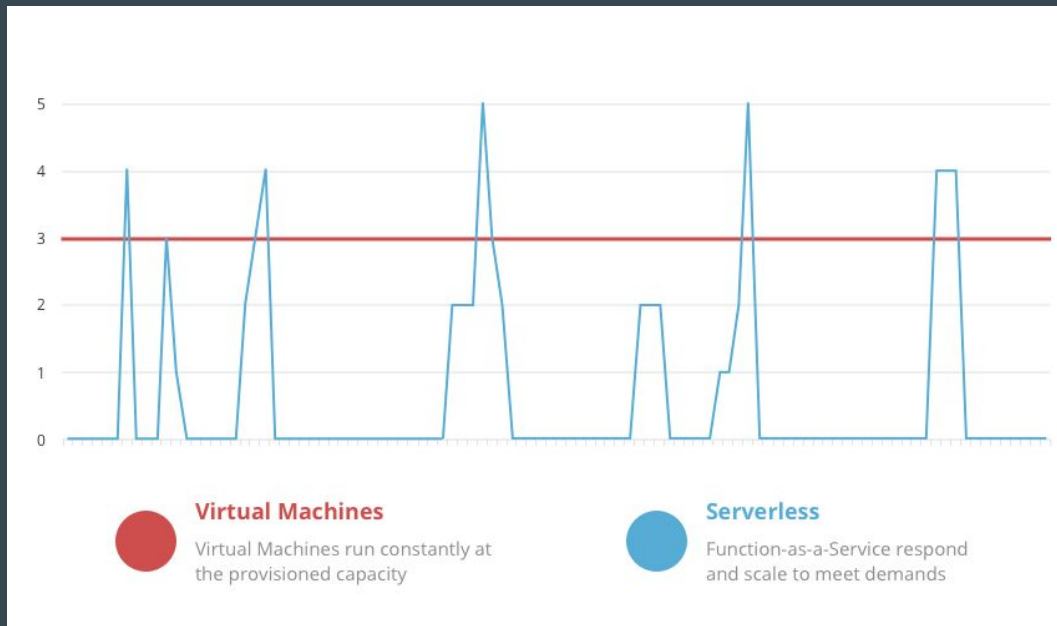 5
4
3
2
1
0
Virtual Machines
Virtual Machines run constantly at
the provisioned capacity
Serverless
Function-as-a-Service respond
and scale to meet demands